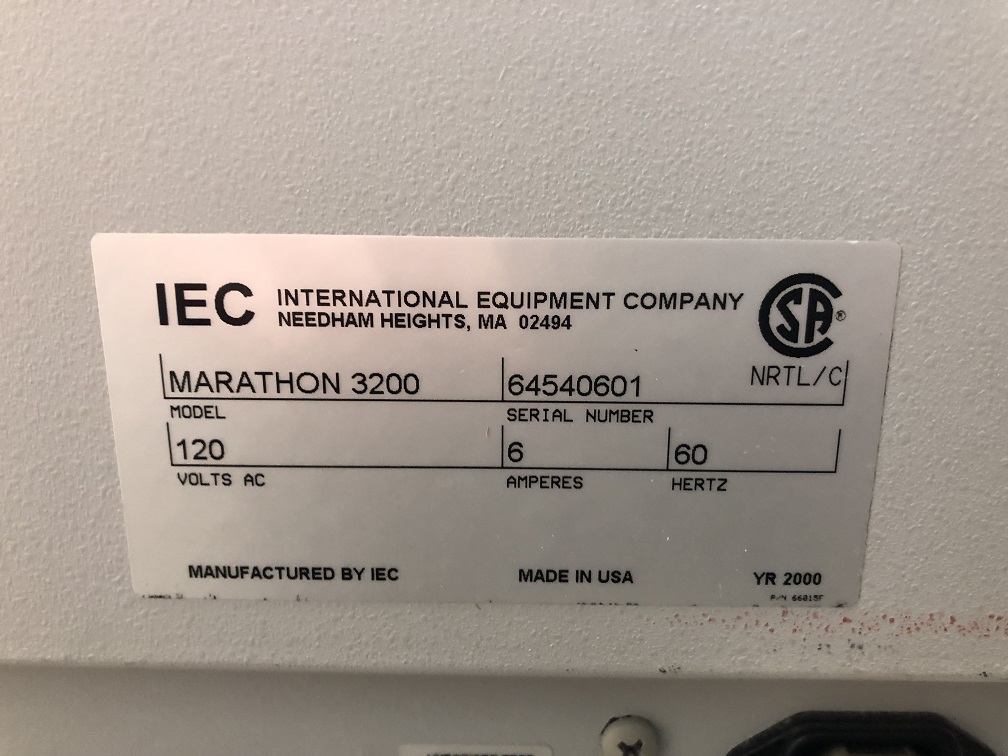 IEC INTERNATIONAL EQUIPMENT COMPANY
NEEDHAM HEIGHTS, MA 02494
SA®
NRTL/C
MARATHON 3200 64540601
MODEL SERIAL NUMBER
120 6 60
VOLTS AC AMPERES HERTZ
MANUFACTURED BY IEC MADE IN USA YR 2000
P/N